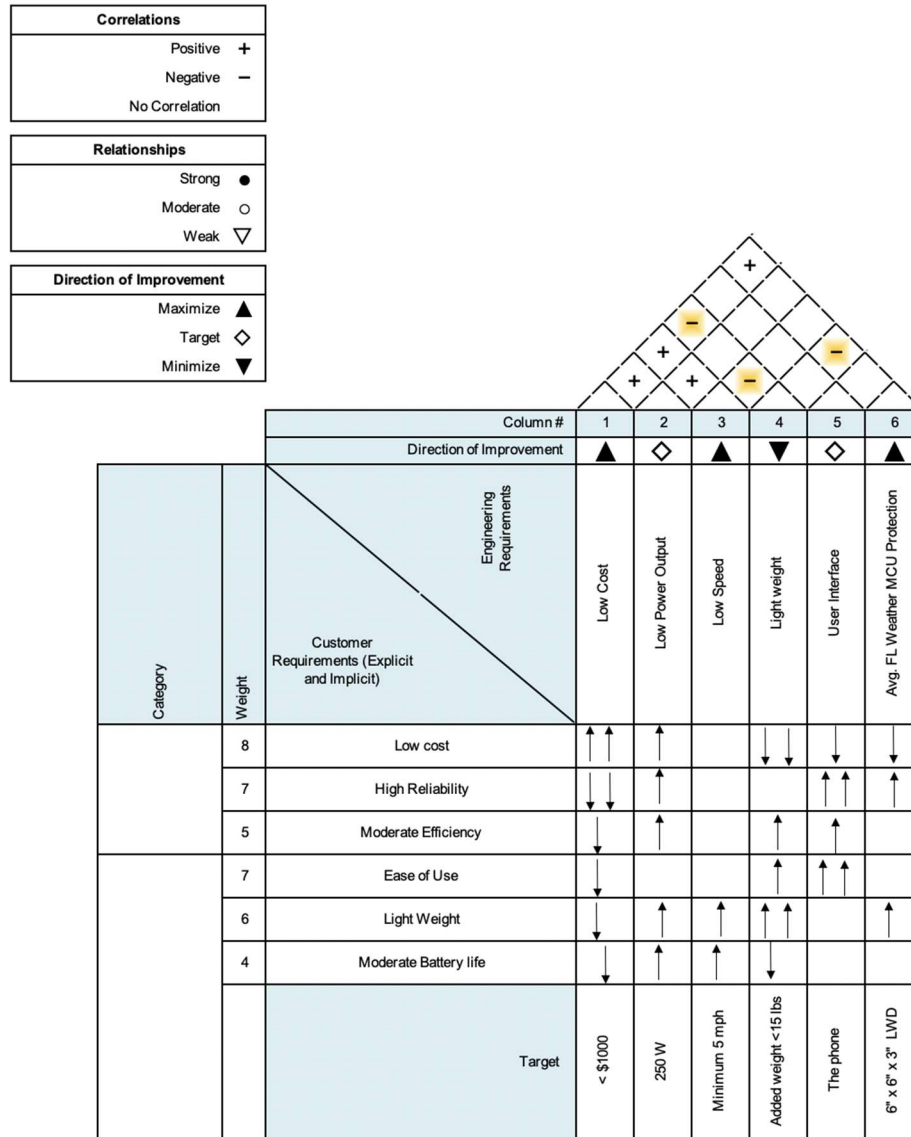 Correlations
Positive +
Negative −
No Correlation
Relationships
Strong ●
Moderate ○
Weak ▽
Direction of Improvement
Maximize ▲
Target ◇
Minimize ▼
+
−
+ −
+ + −
Column # 1 2 3 4 5 6
Direction of Improvement ▲ ◇ ▲ ▼ ◇ ▲
Category
Weight
Customer
Requirements (Explicit
and Implicit)
Engineering
Requirements
Low Cost
Low Power Output
Low Speed
Light weight
User Interface
Avg. FL Weather MCU Protection
8 Low cost ↑↑ ↑ ↓↓ ↓ ↓
7 High Reliability ↓↓ ↑ ↑↑ ↑
5 Moderate Efficiency ↓ ↑ ↑ ↑
7 Ease of Use ↓ ↑ ↑↑
6 Light Weight ↓ ↑ ↑ ↑↑ ↑
4 Moderate Battery life ↓ ↑ ↑ ↓
Target
< $1000
250 W
Minimum 5 mph
Added weight <15 lbs
The phone
6" x 6" x 3" LWD